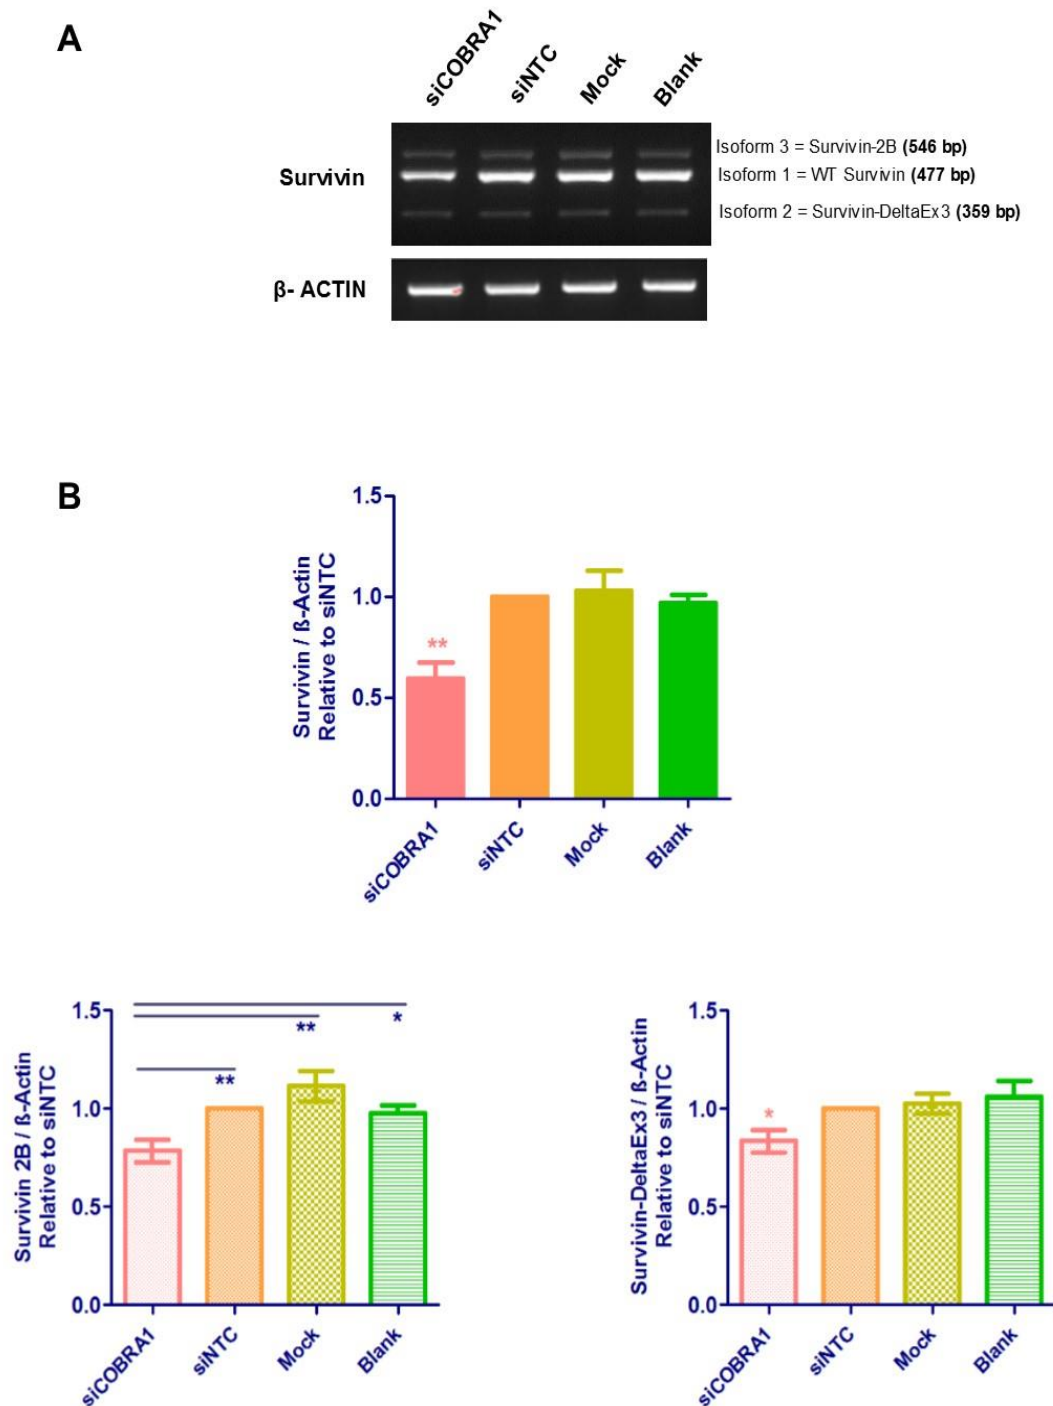 A
siCOBRA1
siNTC
Mock
Blank
Survivin
Isoform 3 = Survivin-2B (546 bp)
Isoform 1 = WT Survivin (477 bp)
Isoform 2 = Survivin-DeltaEx3 (359 bp)
β- ACTIN
B
Survivin / ß-Actin
Relative to siNTC
1.5
1.0
0.5
0.0
**
siCOBRA1
siNTC
Mock
Blank
Survivin 2B / ß-Actin
Relative to siNTC
1.5
1.0
0.5
0.0
**
**
*
siCOBRA1
siNTC
Mock
Blank
Survivin-DeltaEx3 / ß-Actin
Relative to siNTC
1.5
1.0
0.5
0.0
*
siCOBRA1
siNTC
Mock
Blank